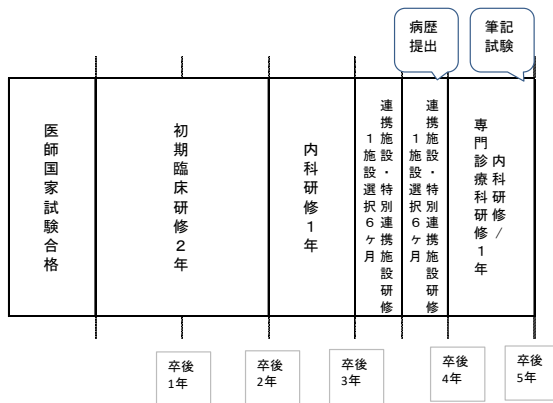 病歴
提出
筆記
試験
医師国家試験合格
初期臨床研修2年
内科研修1年
連携施設・特別連携施設研修
1施設選択6ヶ月
連携施設・特別連携施設研修
1施設選択6ヶ月
内科研修/
専門診療科研修1年
卒後
1年
卒後
2年
卒後
3年
卒後
4年
卒後
5年